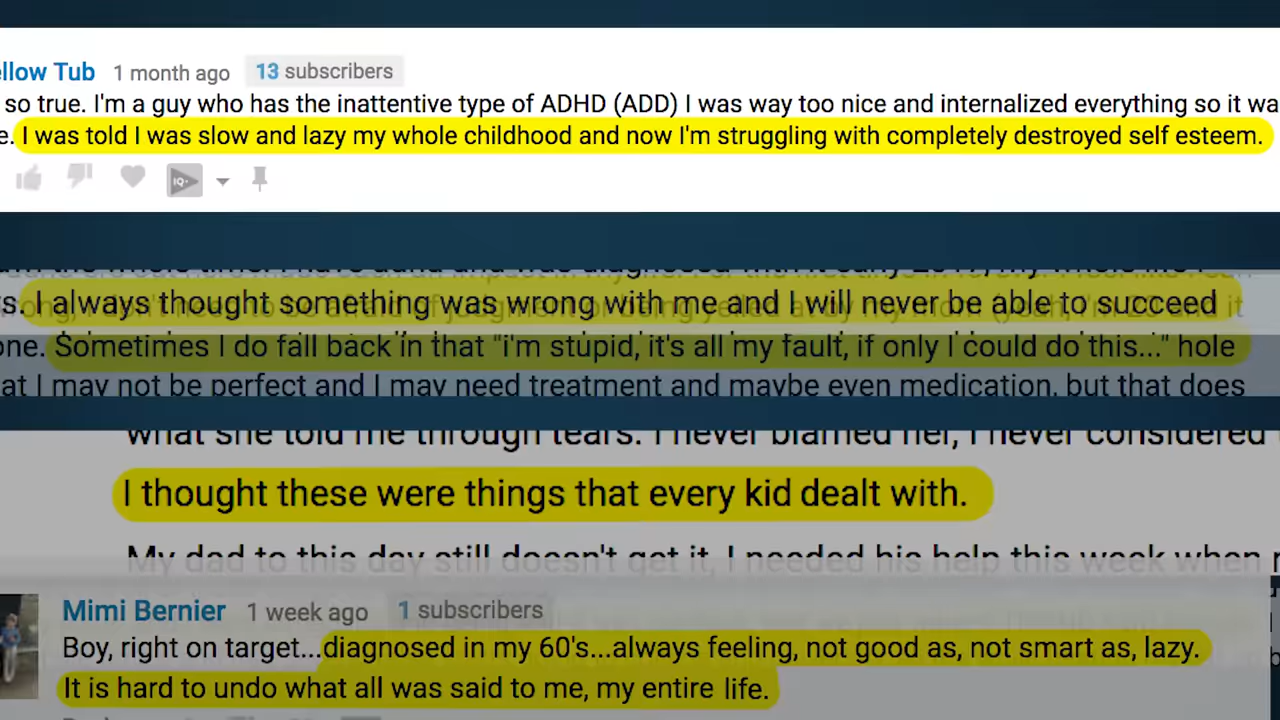 llow Tub 1 month ago 13 subscribers
so true. I'm a guy who has the inattentive type of ADHD (ADD) I was way too nice and internalized everything so it wa
e. I was told I was slow and lazy my whole childhood and now I'm struggling with completely destroyed self esteem.
IQ+
s. I always thought something was wrong with me and I will never be able to succeed
one. Sometimes I do fall back in that "i'm stupid, it's all my fault, if only I could do this..." hole
at I may not be perfect and I may need treatment and maybe even medication, but that does
what she told me through tears. I never blamed her, I never considered
I thought these were things that every kid dealt with.
My dad to this day still doesn't get it, I needed his help this week when
Mimi Bernier 1 week ago 1 subscribers
Boy, right on target...diagnosed in my 60's...always feeling, not good as, not smart as, lazy.
It is hard to undo what all was said to me, my entire life.